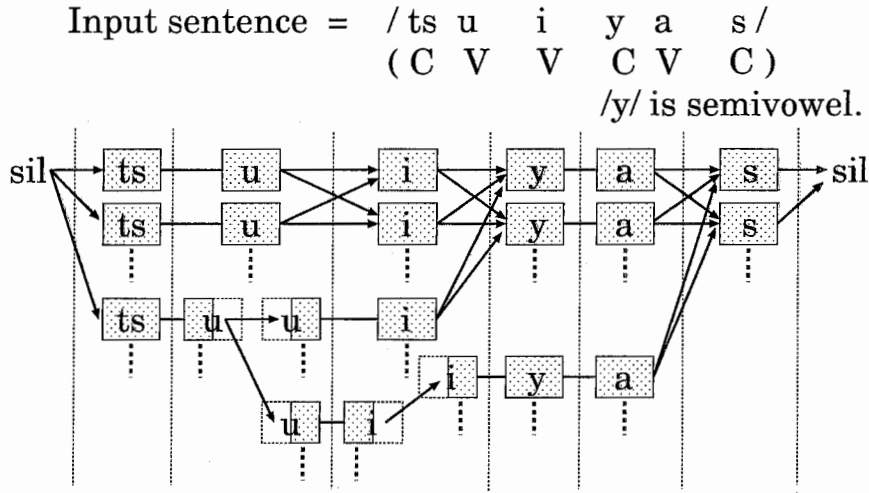 Input sentence = / ts u i y a s /
( C V V C V C )
/y/ is semivowel.
sil ts u i y a s sil
ts u i y a s
ts u u i
i y a
u i